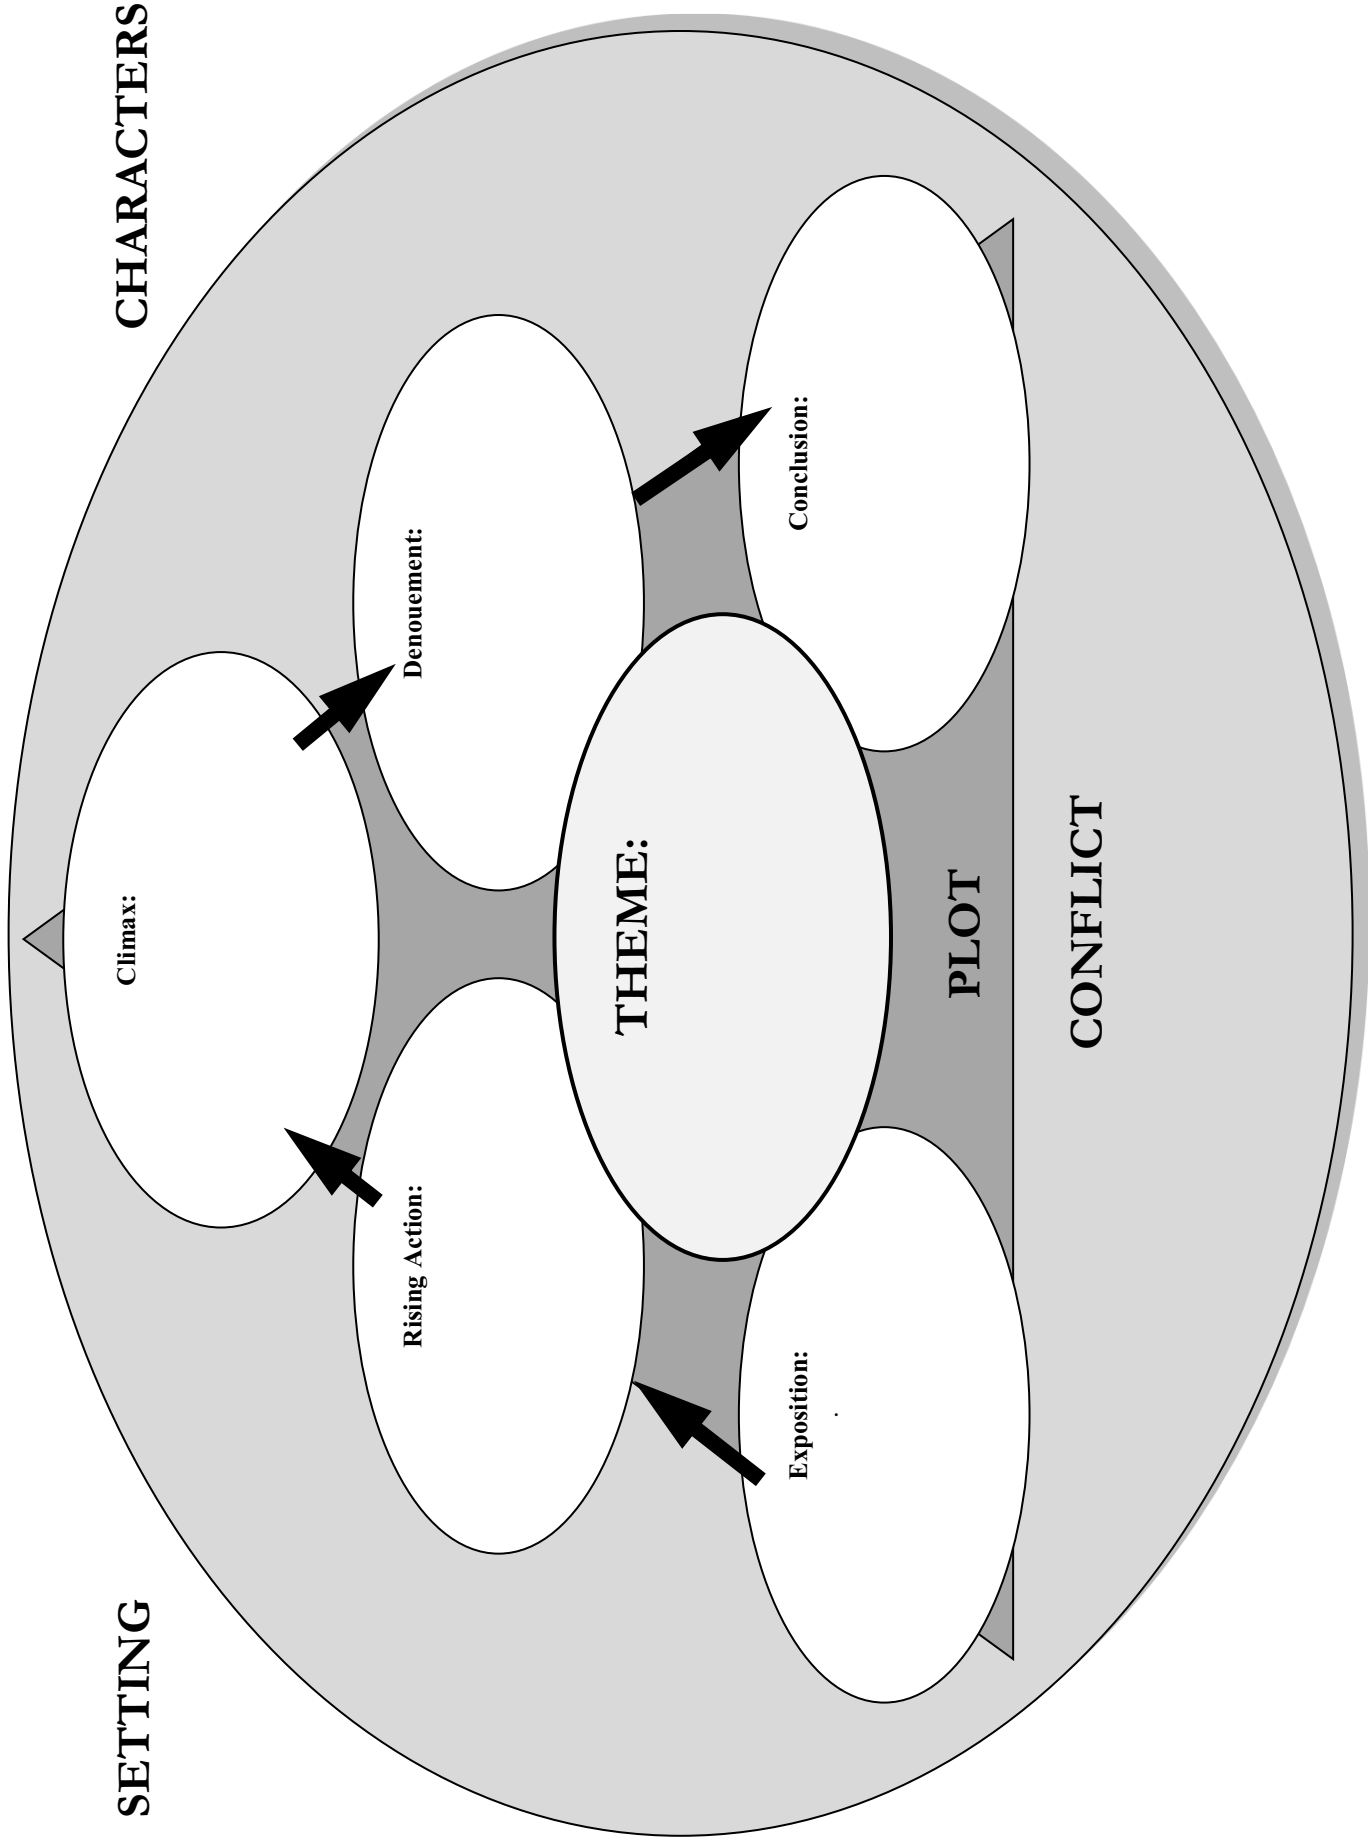 SETTING
CHARACTERS
Climax:
Rising Action:
Denouement:
THEME:
Exposition:
Conclusion:
.
PLOT
CONFLICT